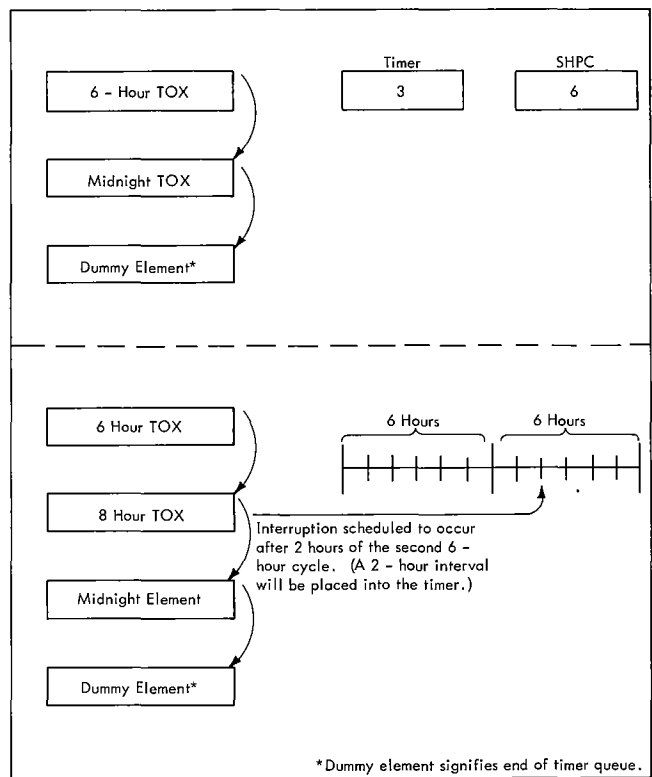 Timer
SHPC
6 - Hour TOX
3
6
Midnight TOX
Dummy Element*
6 Hour TOX
6 Hours
6 Hours
8 Hour TOX
Interruption scheduled to occur
after 2 hours of the second 6 -
hour cycle. (A 2 - hour interval
will be placed into the timer.)
Midnight Element
Dummy Element*
*Dummy element signifies end of timer queue.